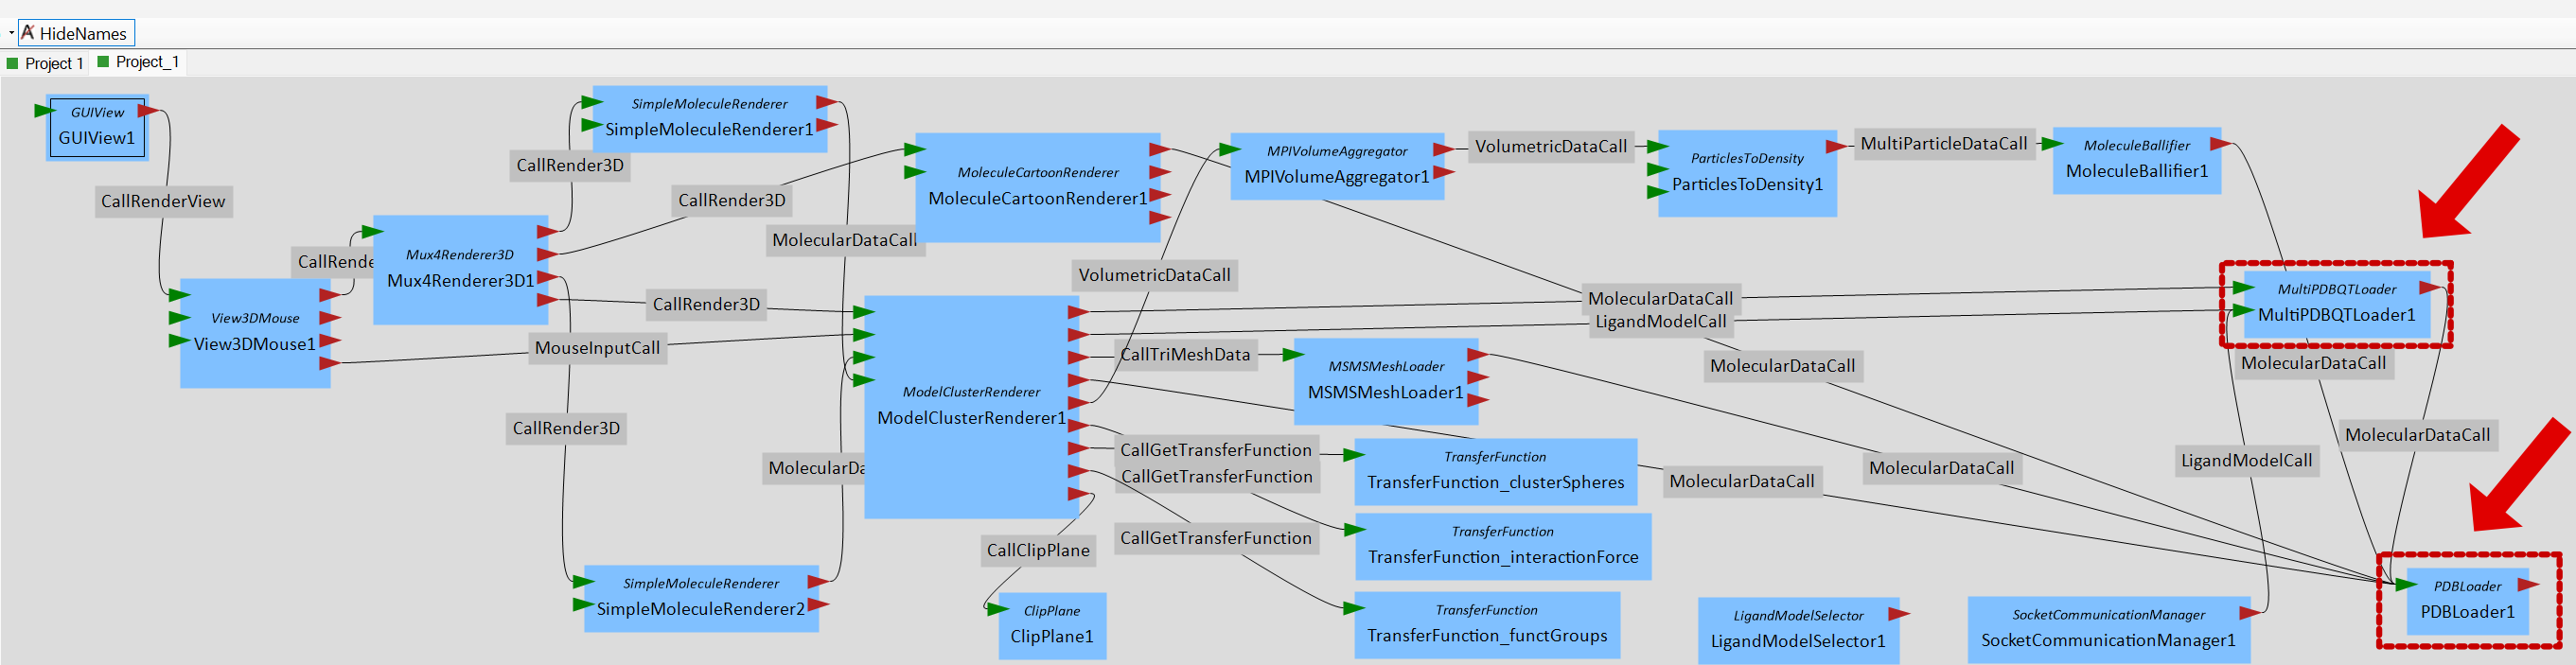 HideNames
Project 1
Project_1
GUIView
GUIView1
CallRenderView
View3DMouse
View3DMouse1
CallRende
Mux4Renderer3D
Mux4Renderer3D1
CallRender3D
SimpleMoleculeRenderer
SimpleMoleculeRenderer1
CallRender3D
CallRender3D
MouseInputCall
CallRender3D
SimpleMoleculeRenderer
SimpleMoleculeRenderer2
MolecularDataCall
MolecularDa
MoleculeCartoonRenderer
MoleculeCartoonRenderer1
ModelClusterRenderer
ModelClusterRenderer1
VolumetricDataCall
MPIVolumeAggregator
MPIVolumeAggregator1
VolumetricDataCall
ParticlesToDensity
ParticlesToDensity1
MultiParticleDataCall
MoleculeBallifier
MoleculeBallifier1
MolecularDataCall
LigandModelCall
MolecularDataCall
CallTriMeshData
MSMSMeshLoader
MSMSMeshLoader1
CallGetTransferFunction
CallGetTransferFunction
CallGetTransferFunction
TransferFunction
TransferFunction_clusterSpheres
TransferFunction
TransferFunction_interactionForce
TransferFunction
TransferFunction_functGroups
CallClipPlane
ClipPlane
ClipPlane1
MolecularDataCall
MolecularDataCall
MultiPDBQTLoader
MultiPDBQTLoader1
MolecularDataCall
MolecularDataCall
LigandModelCall
LigandModelSelector
LigandModelSelector1
SocketCommunicationManager
SocketCommunicationManager1
PDBLoader
PDBLoader1